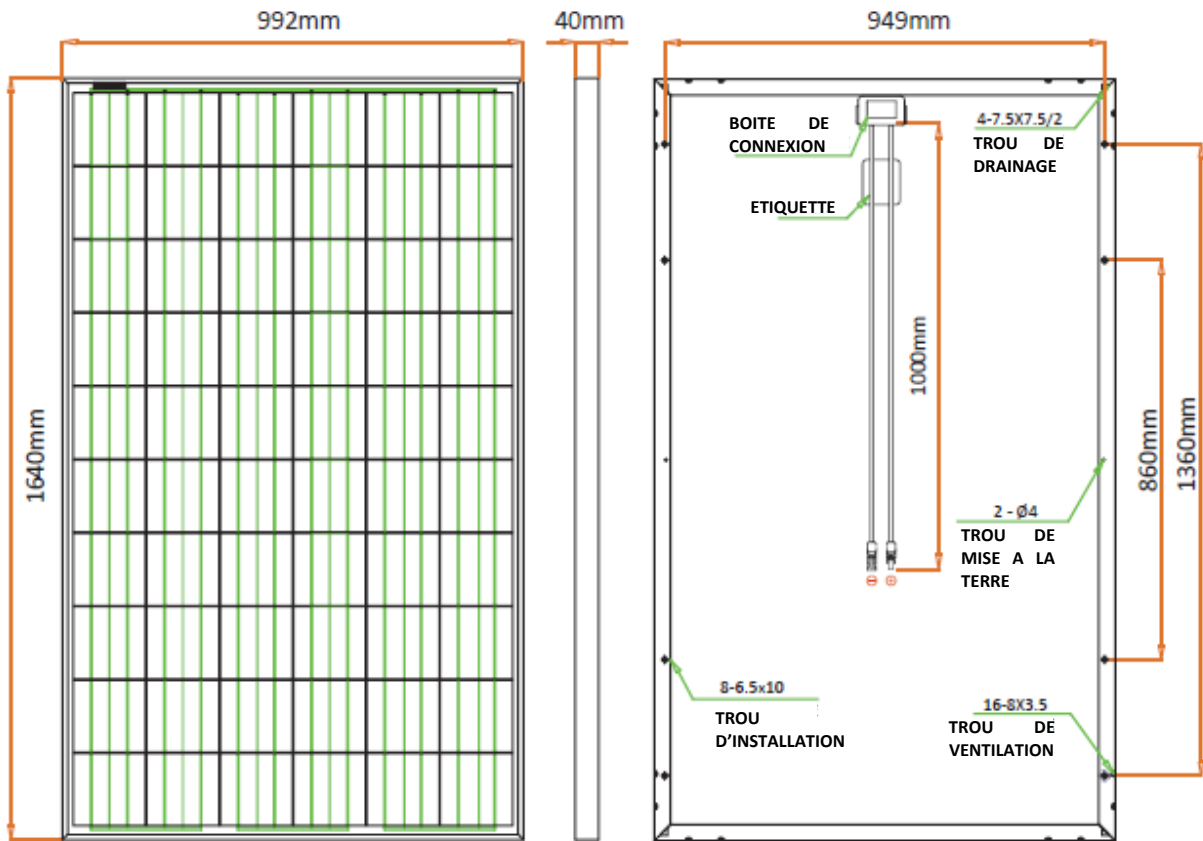 992mm
40mm
949mm
1640mm
BOITE DE
CONNEXION
ETIQUETTE
1000mm
4-7.5X7.5/2
TROU DE
DRAINAGE
860mm
1360mm
2 - Ø4
TROU DE
MISE A LA
TERRE
8-6.5x10
TROU
D’INSTALLATION
16-8X3.5
TROU DE
VENTILATION